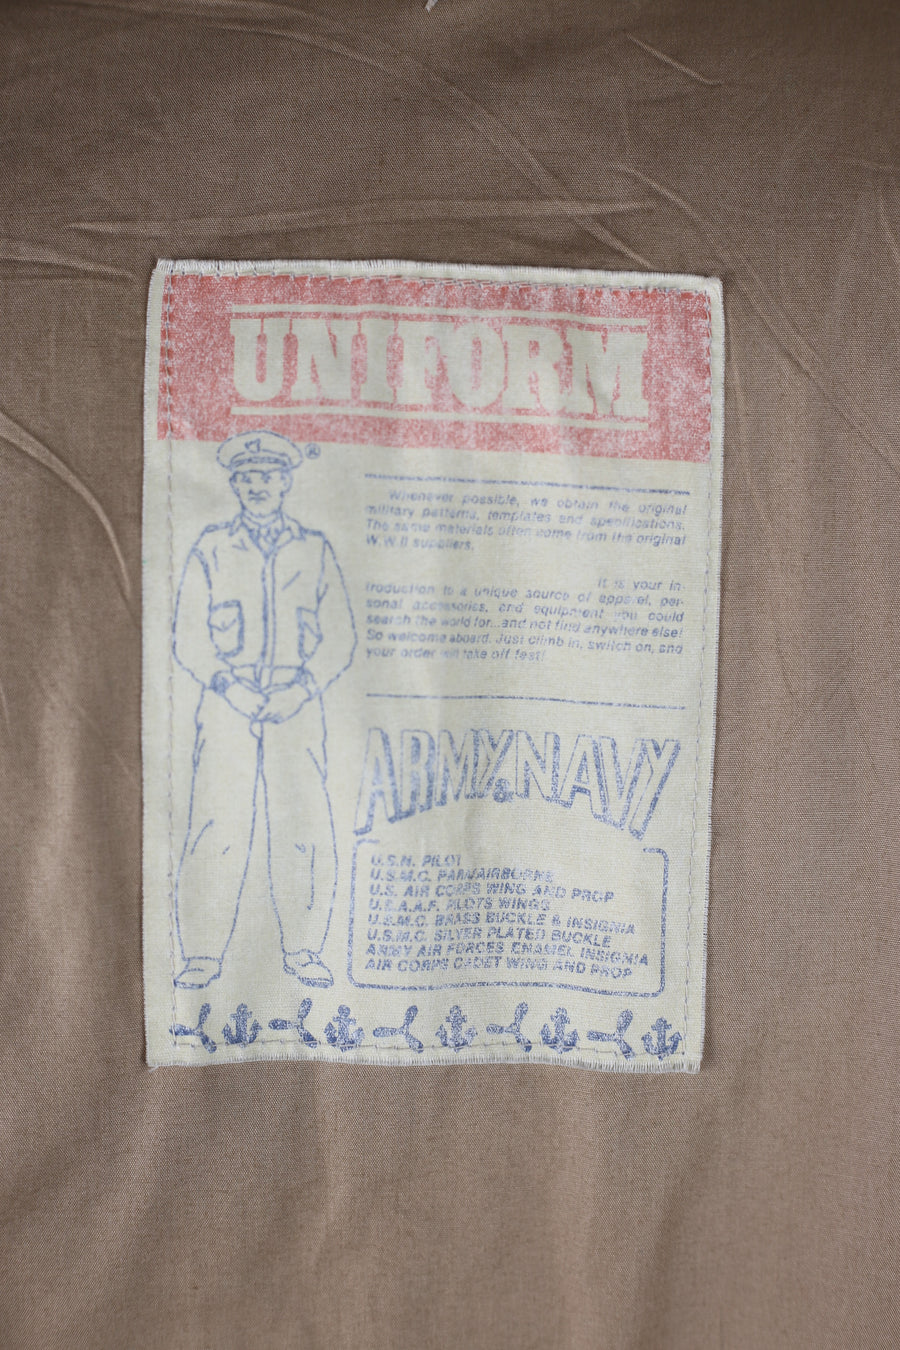 UNIFORM
®
Whenever possible, we obtain the original
military patterns, templates and specifications.
The same materials often come from the original
W.W.II suppliers.
It is your in-
troduction to a unique source of apparel, per-
sonal accessories, and equipment you could
search the world for...and not find anywhere else!
So welcome aboard. Just climb in, switch on, and
your order will take off fast!
ARMY & NAVY
U.S.N. PILOT
U.S.M.C. PARA/AIRBORNE
U.S. AIR CORPS WING AND PROP
U.S.A.A.F. PILOTS WINGS
U.S.M.C. BRASS BUCKLE & INSIGNIA
U.S.M.C. SILVER PLATED BUCKLE
ARMY AIR FORCES ENAMEL INSIGNIA
AIR CORPS CADET WING AND PROP